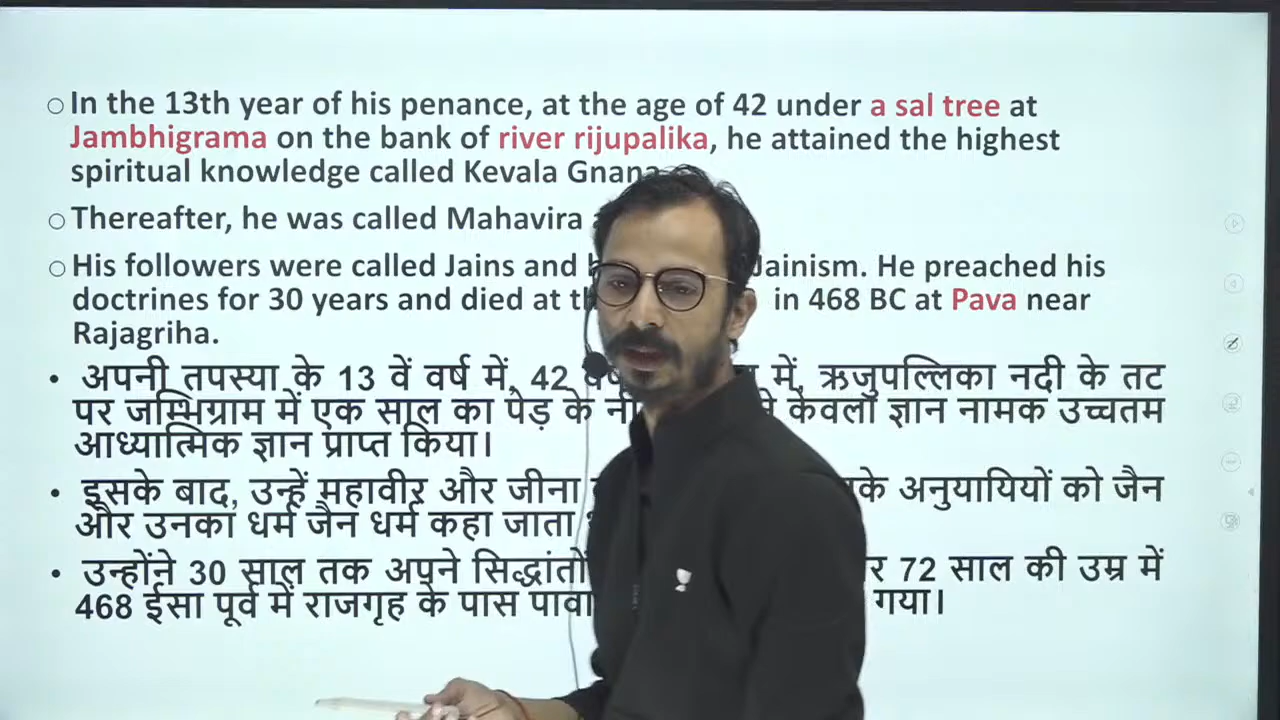 ○ In the 13th year of his penance, at the age of 42 under a sal tree at
Jambhigrama on the bank of river rijupalika, he attained the highest
spiritual knowledge called Kevala Gnana
○ Thereafter, he was called Mahavira
○ His followers were called Jains and Jainism. He preached his
doctrines for 30 years and died at in 468 BC at Pava near
Rajagriha.
• अपनी तपस्या के 13 वें वर्ष में, 42 में, ऋजुपल्लिका नदी के तट
पर जम्भिग्राम में एक साल का पेड़ के केवला ज्ञान नामक उच्चतम
आध्यात्मिक ज्ञान प्राप्त किया।
• इसके बाद, उन्हें महावीर और जीना अनुयायियों को जैन
और उनका धर्म जैन धर्म कहा जाता
• उन्होंने 30 साल तक अपने सिद्धांतों 72 साल की उम्र में
468 ईसा पूर्व में राजगृह के पास पावा गया।